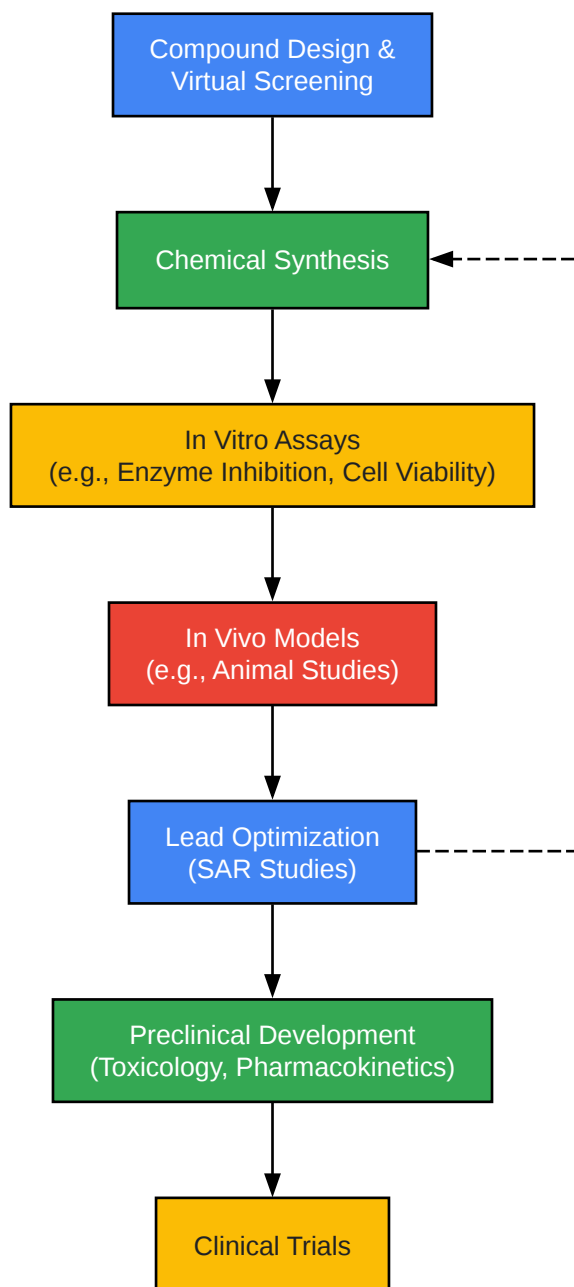 Compound Design &
Virtual Screening
Chemical Synthesis
In Vitro Assays
(e.g., Enzyme Inhibition, Cell Viability)
In Vivo Models
(e.g., Animal Studies)
Lead Optimization
(SAR Studies)
Preclinical Development
(Toxicology, Pharmacokinetics)
Clinical Trials